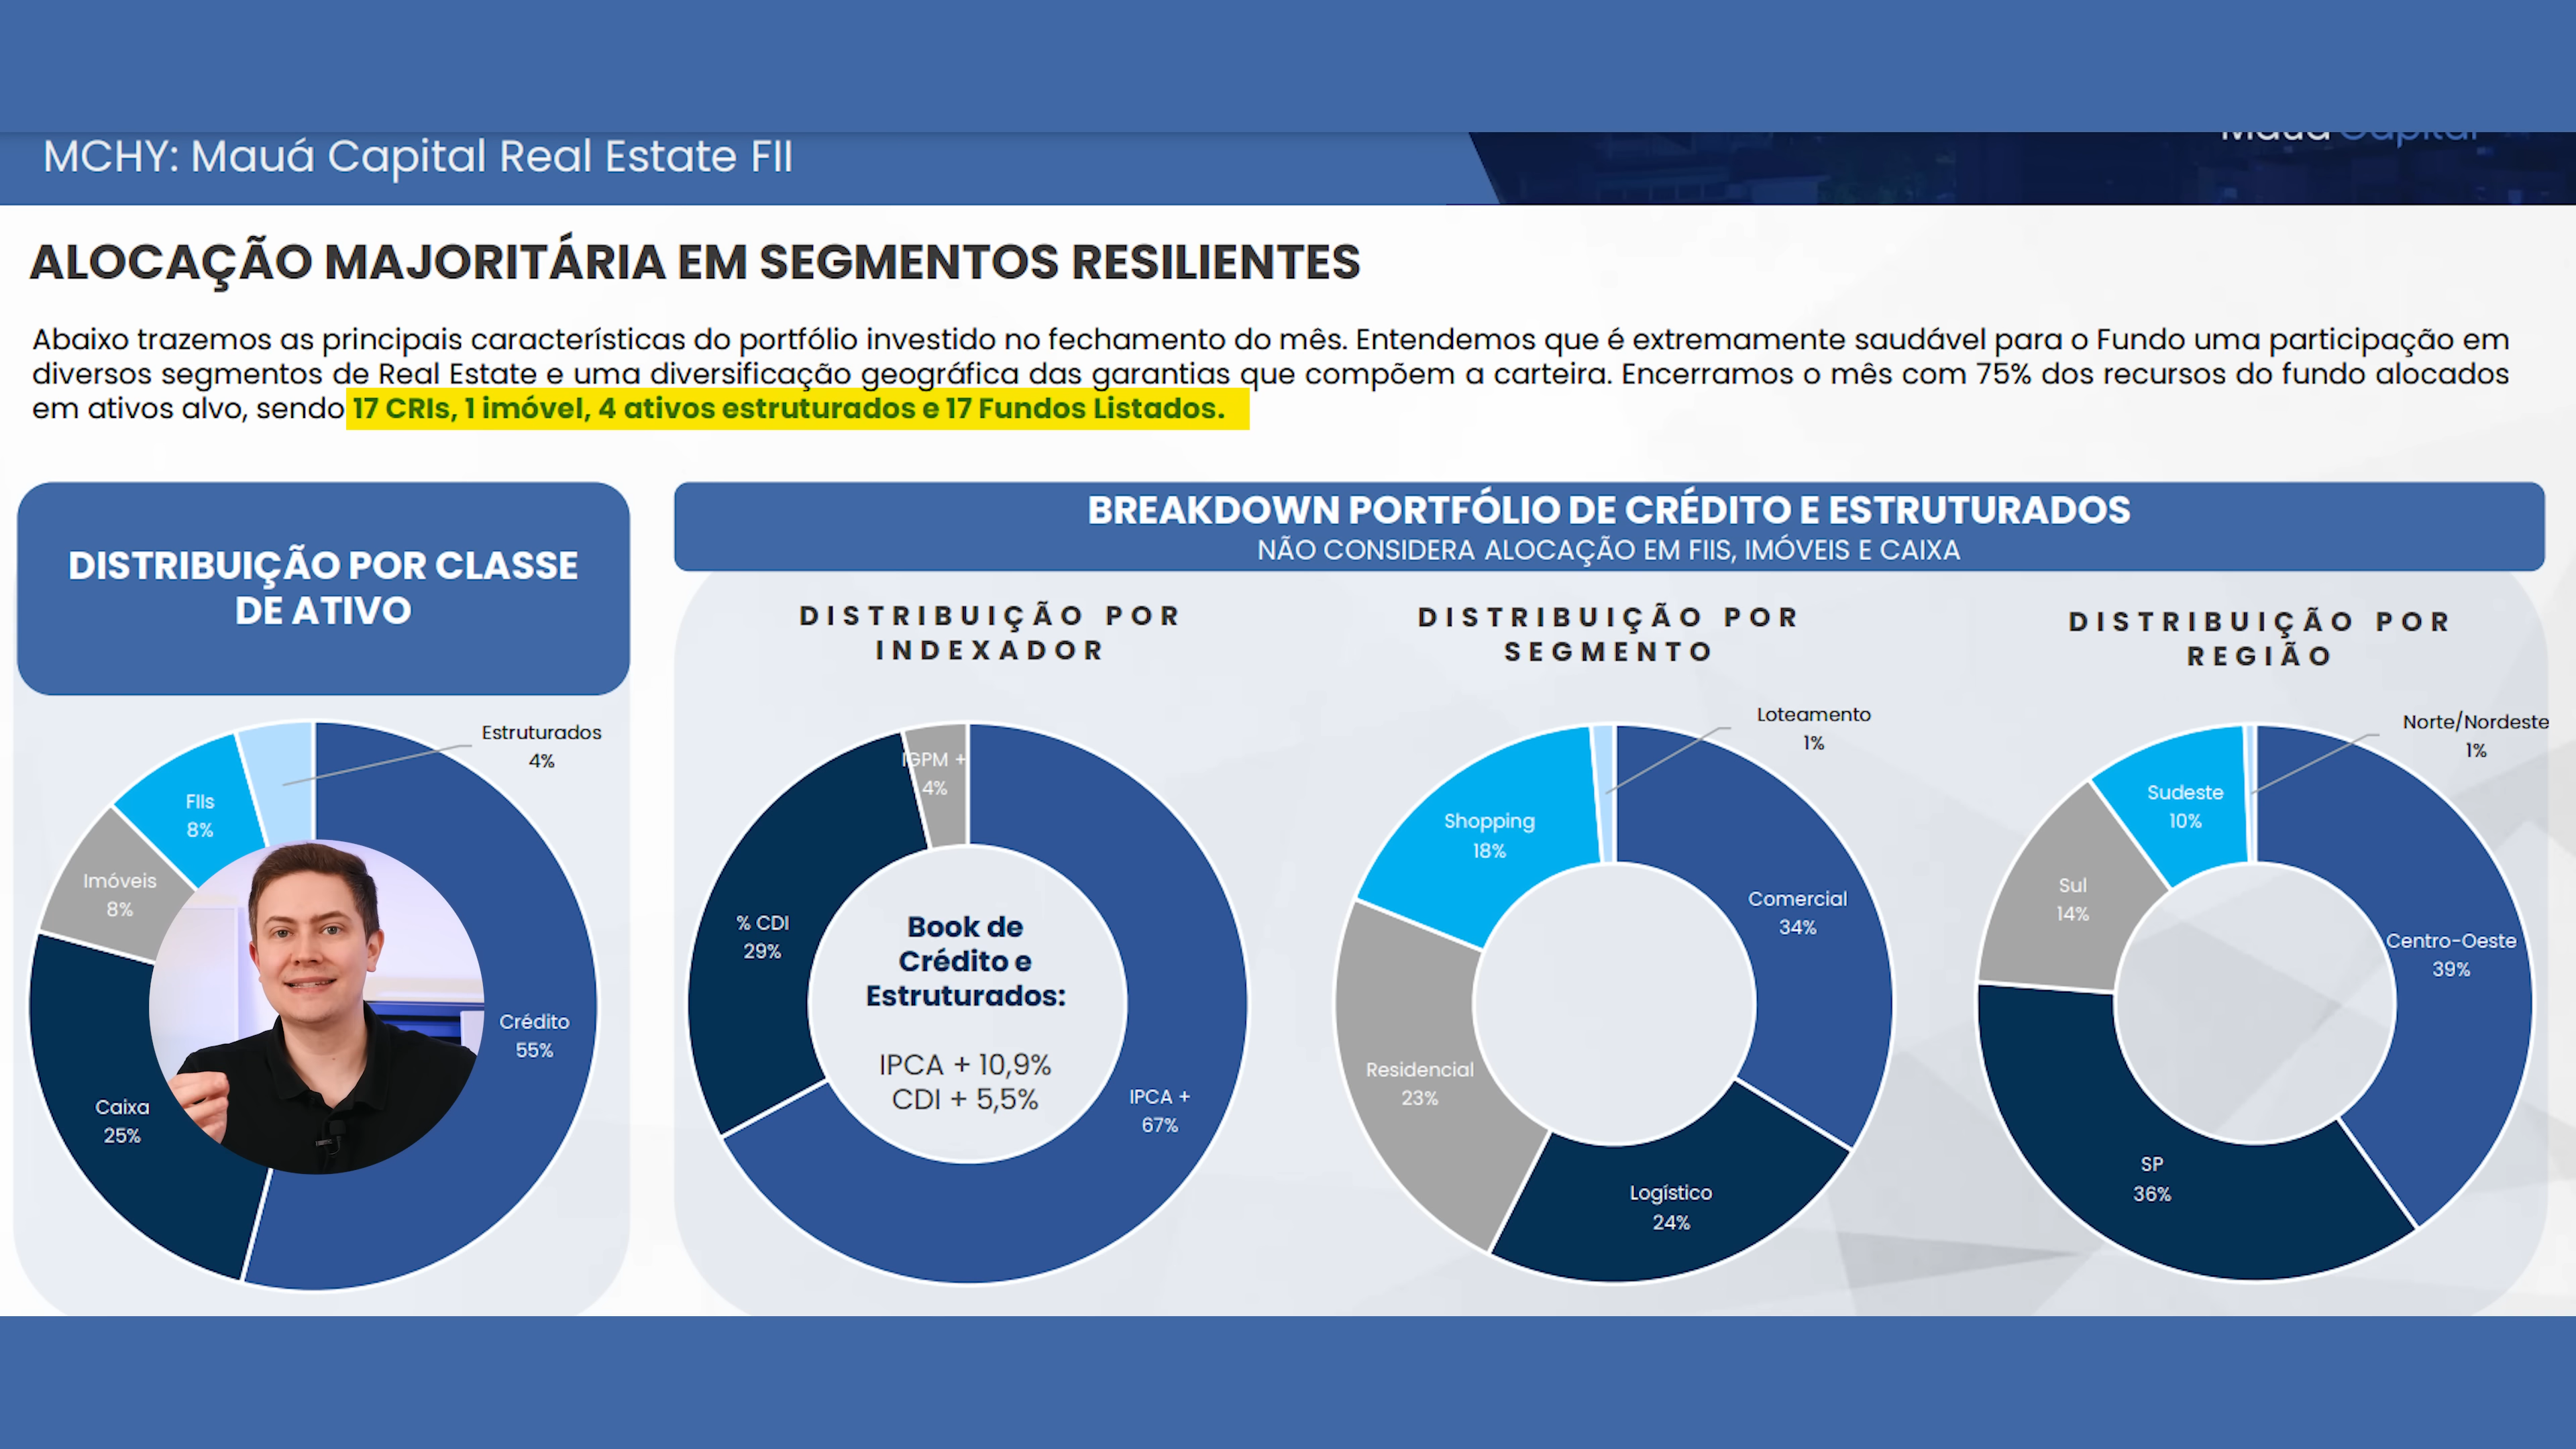 Mauá Capital
MCHY: Mauá Capital Real Estate FII
ALOCAÇÃO MAJORITÁRIA EM SEGMENTOS RESILIENTES
Abaixo trazemos as principais características do portfólio investido no fechamento do mês. Entendemos que é extremamente saudável para o Fundo uma participação em
diversos segmentos de Real Estate e uma diversificação geográfica das garantias que compõem a carteira. Encerramos o mês com 75% dos recursos do fundo alocados
em ativos alvo, sendo 17 CRIs, 1 imóvel, 4 ativos estruturados e 17 Fundos Listados.
DISTRIBUIÇÃO POR CLASSE
DE ATIVO
Estruturados
4%
FIIs
8%
Imóveis
8%
Crédito
55%
Caixa
25%
BREAKDOWN PORTFÓLIO DE CRÉDITO E ESTRUTURADOS
NÃO CONSIDERA ALOCAÇÃO EM FIIS, IMÓVEIS E CAIXA
DISTRIBUIÇÃO POR
INDEXADOR
IGPM +
4%
% CDI
29%
Book de
Crédito e
Estruturados:
IPCA + 10,9%
CDI + 5,5%
IPCA +
67%
DISTRIBUIÇÃO POR
SEGMENTO
Loteamento
1%
Shopping
18%
Comercial
34%
Residencial
23%
Logístico
24%
DISTRIBUIÇÃO POR
REGIÃO
Norte/Nordeste
1%
Sudeste
10%
Sul
14%
Centro-Oeste
39%
SP
36%